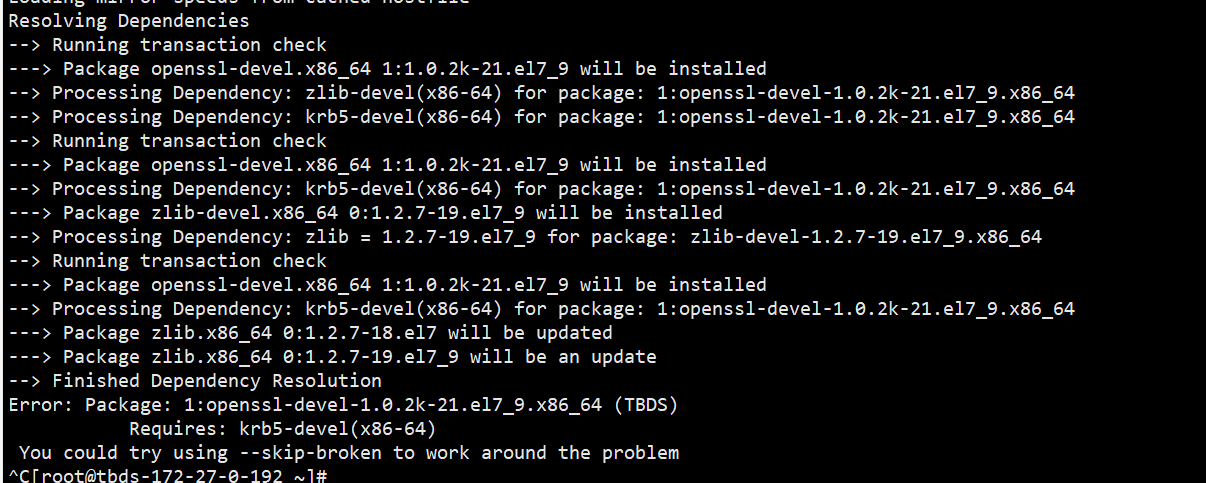 Loading mirror speeds from cached hostfile
Resolving Dependencies
--> Running transaction check
---> Package openssl-devel.x86_64 1:1.0.2k-21.el7_9 will be installed
--> Processing Dependency: zlib-devel(x86-64) for package: 1:openssl-devel-1.0.2k-21.el7_9.x86_64
--> Processing Dependency: krb5-devel(x86-64) for package: 1:openssl-devel-1.0.2k-21.el7_9.x86_64
--> Running transaction check
---> Package openssl-devel.x86_64 1:1.0.2k-21.el7_9 will be installed
--> Processing Dependency: krb5-devel(x86-64) for package: 1:openssl-devel-1.0.2k-21.el7_9.x86_64
---> Package zlib-devel.x86_64 0:1.2.7-19.el7_9 will be installed
--> Processing Dependency: zlib = 1.2.7-19.el7_9 for package: zlib-devel-1.2.7-19.el7_9.x86_64
--> Running transaction check
---> Package openssl-devel.x86_64 1:1.0.2k-21.el7_9 will be installed
--> Processing Dependency: krb5-devel(x86-64) for package: 1:openssl-devel-1.0.2k-21.el7_9.x86_64
---> Package zlib.x86_64 0:1.2.7-18.el7 will be updated
---> Package zlib.x86_64 0:1.2.7-19.el7_9 will be an update
--> Finished Dependency Resolution
Error: Package: 1:openssl-devel-1.0.2k-21.el7_9.x86_64 (TBDS)
Requires: krb5-devel(x86-64)
You could try using --skip-broken to work around the problem
^C[root@tbds-172-27-0-192 ~]#